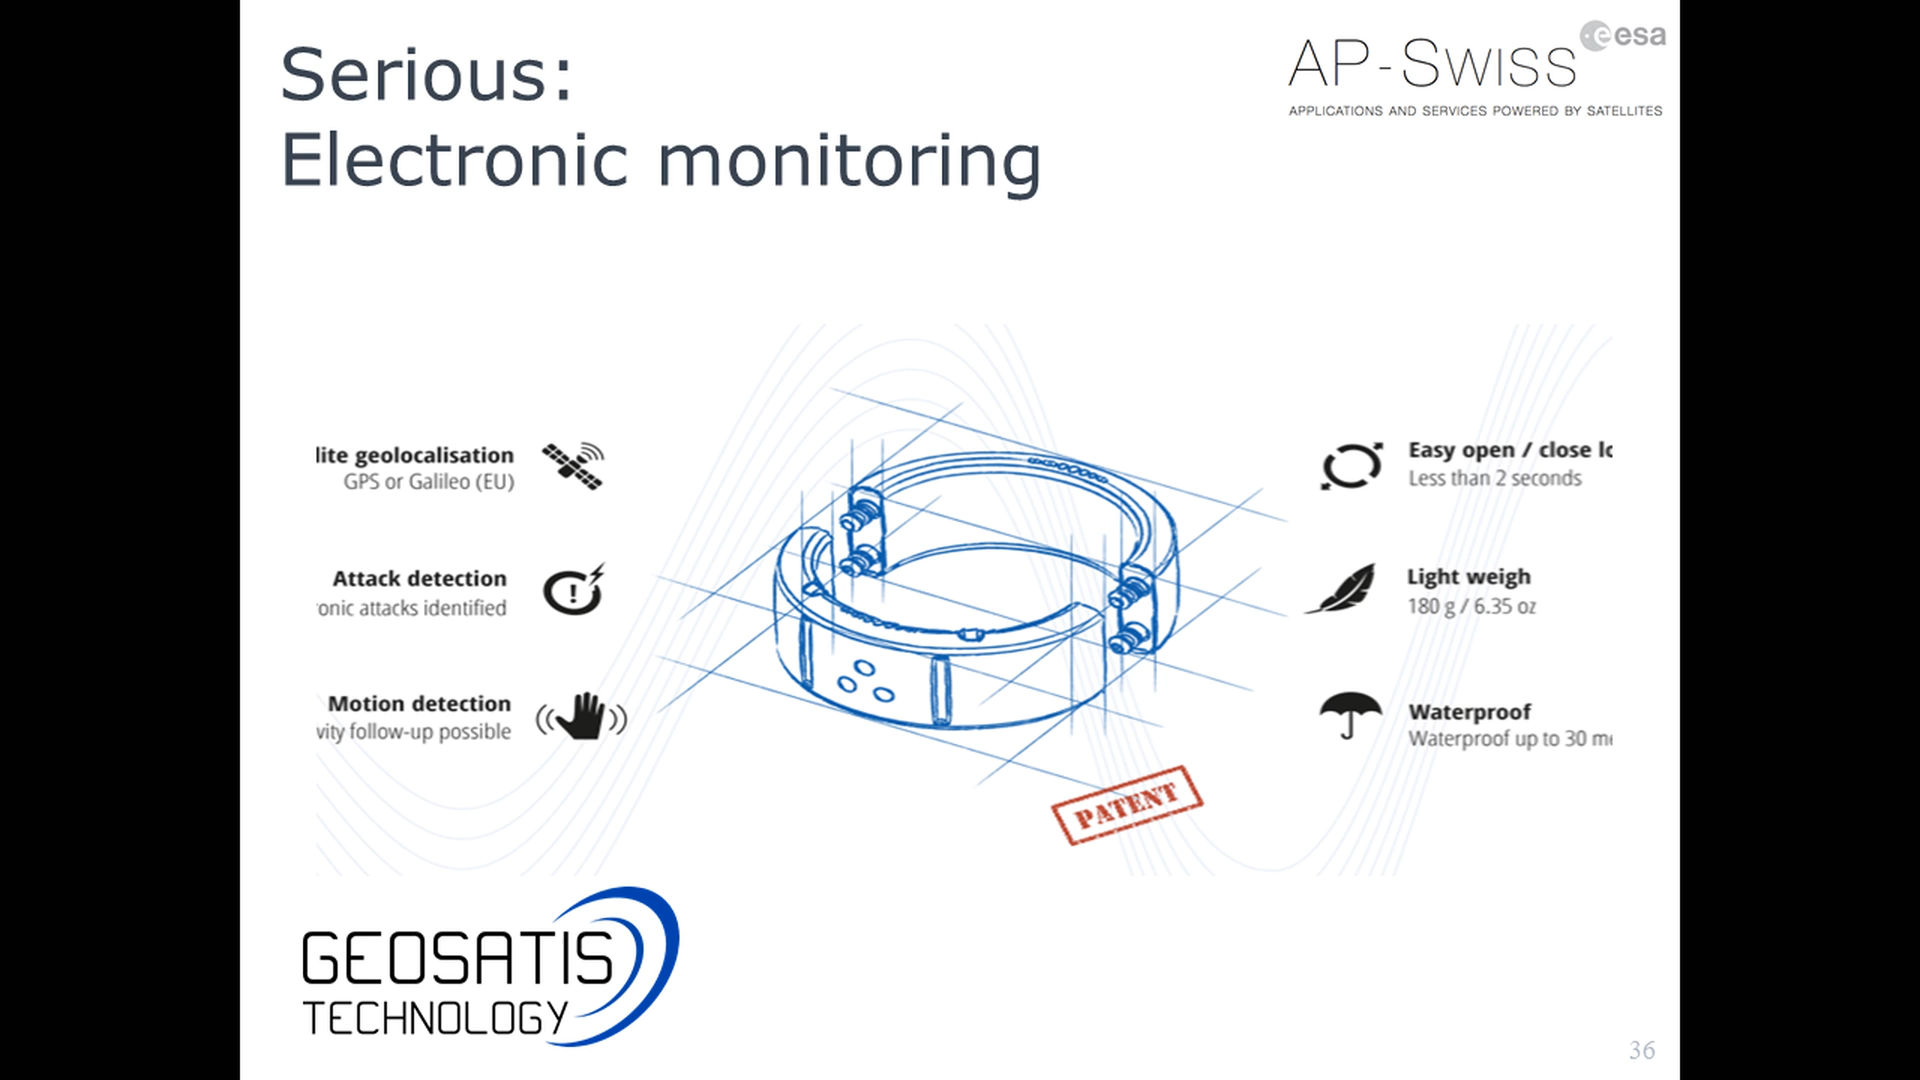 Serious:
Electronic monitoring
esa
AP-SWISS
APPLICATIONS AND SERVICES POWERED BY SATELLITES
lite geolocalisation
GPS or Galileo (EU)
Attack detection
onic attacks identified
Motion detection
vity follow-up possible
Easy open / close lo
Less than 2 seconds
Light weigh
180 g / 6.35 oz
Waterproof
Waterproof up to 30 me
PATENT
GEOSATIS
TECHNOLOGY
36